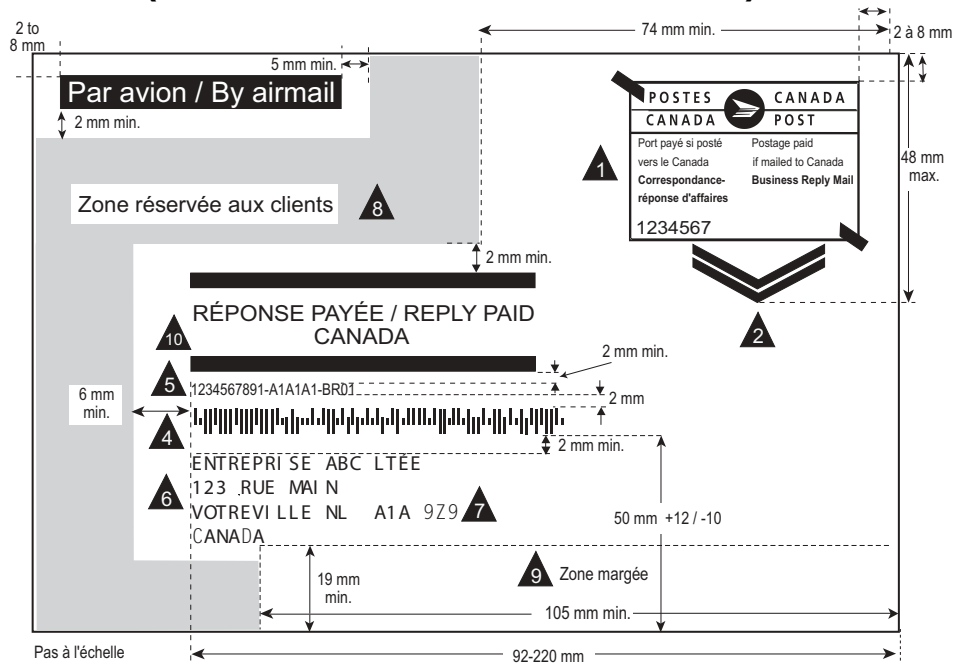 2 to
8 mm
74 mm min.
2 à 8 mm
5 mm min.
Par avion / By airmail
2 mm min.
POSTES CANADA
CANADA POST
Port payé si posté
vers le Canada
Correspondance-
réponse d'affaires
Postage paid
if mailed to Canada
Business Reply Mail
1234567
1
48 mm
max.
Zone réservée aux clients
8
2 mm min.
2
RÉPONSE PAYÉE / REPLY PAID
CANADA
10
2 mm min.
5
1234567891-A1A1A1-BR01
6 mm
min.
2 mm
4
2 mm min.
ENTREPRISE ABC LTÉE
123 RUE MAIN
VOTREVILLE NL A1A 9Z9
CANADA
6
7
50 mm +12 / -10
9
Zone margée
19 mm
min.
105 mm min.
Pas à l'échelle
92-220 mm